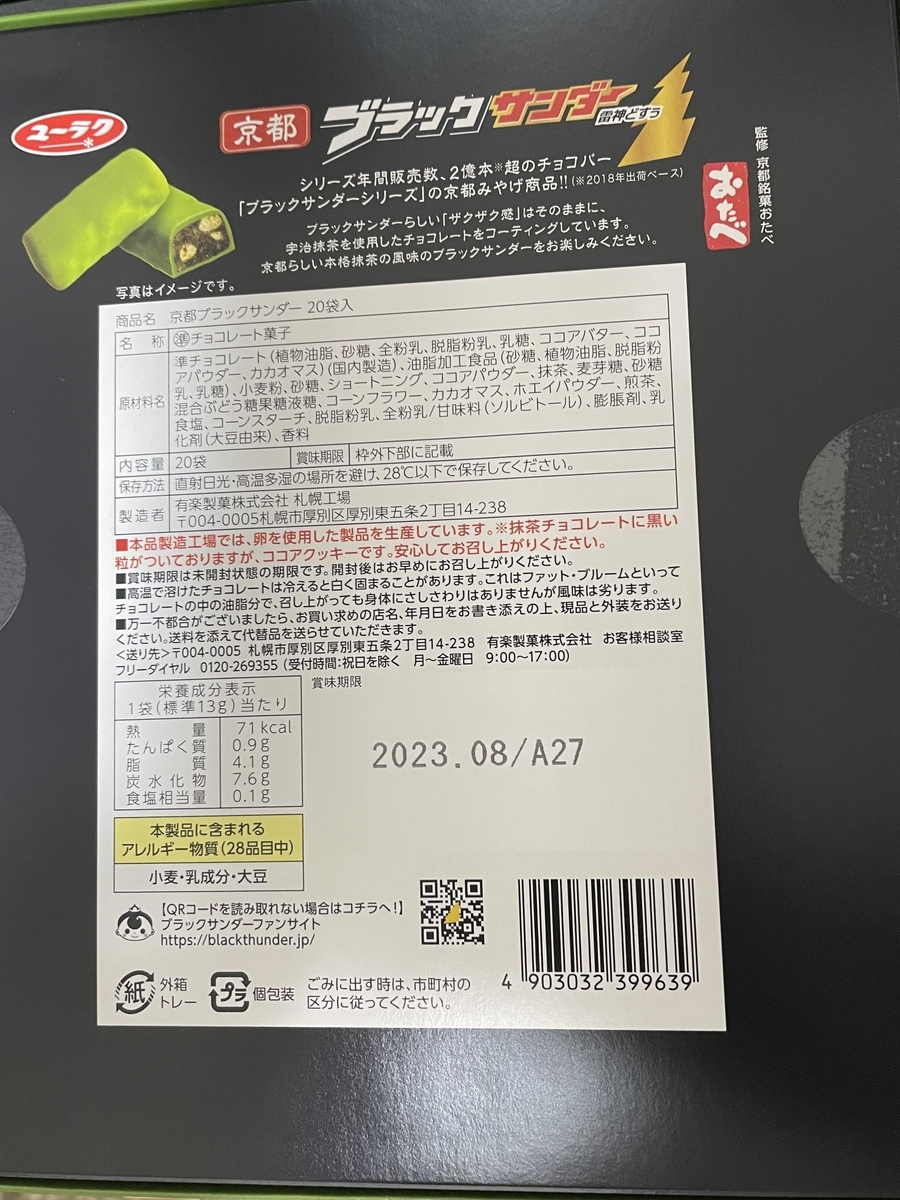 ユーラク
京都 ブラックサンダー
雷神どすぅ
シリーズ年間販売数、2億本※超のチョコバー
「ブラックサンダーシリーズ」の京都みやげ商品!!(※2018年出荷ベース)
ブラックサンダーらしい「ザクザク感」はそのままに、
宇治抹茶を使用したチョコレートをコーティングしています。
京都らしい本格抹茶の風味のブラックサンダーをお楽しみください。
監修 京都銘菓おたべ
おたべ
写真はイメージです。
商品名 京都ブラックサンダー 20袋入
名称 準チョコレート菓子
原材料名
準チョコレート(植物油脂、砂糖、全粉乳、脱脂粉乳、乳糖、ココアバター、ココ
アパウダー、カカオマス)(国内製造)、油脂加工食品(砂糖、植物油脂、脱脂粉
乳、乳糖)、小麦粉、砂糖、ショートニング、ココアパウダー、抹茶、麦芽糖、砂糖
混合ぶどう糖果糖液糖、コーンフラワー、カカオマス、ホエイパウダー、煎茶、
食塩、コーンスターチ、脱脂粉乳、全粉乳/甘味料(ソルビトール)、膨脹剤、乳
化剤(大豆由来)、香料
内容量 20袋 賞味期限 枠外下部に記載
保存方法 直射日光・高温多湿の場所を避け、28℃以下で保存してください。
製造者
有楽製菓株式会社 札幌工場
〒004-0005札幌市厚別区厚別東五条2丁目14-238
■本品製造工場では、卵を使用した製品を生産しています。※抹茶チョコレートに黒い
粒がついておりますが、ココアクッキーです。安心してお召し上がりください。
■賞味期限は未開封状態の期限です。開封後はお早めにお召し上がりください。
■高温で溶けたチョコレートは冷えると白く固まることがあります。これはファット・ブルームといって
チョコレートの中の油脂分で、召し上がっても身体にさしさわりはありませんが風味は劣ります。
■万一不都合がございましたら、お買い求めの店名、年月日をお書き添えの上、現品と外装をお送り
ください。送料を添えて代替品を送らせていただきます。
<送り先>〒004-0005 札幌市厚別区厚別東五条2丁目14-238 有楽製菓株式会社 お客様相談室
フリーダイヤル 0120-269355 (受付時間:祝日を除く 月~金曜日 9:00~17:00)
栄養成分表示
1袋(標準13g)当たり
熱量 71kcal
たんぱく質 0.9g
脂質 4.1g
炭水化物 7.6g
食塩相当量 0.1g
賞味期限
2023.08/A27
本製品に含まれる
アレルギー物質(28品目中)
小麦・乳成分・大豆
【QRコードを読み取れない場合はコチラへ!】
ブラックサンダーファンサイト
https://blackthunder.jp/
4 903032 399639
紙 外箱
トレー
プラ 個包装
ごみに出す時は、市町村の
区分に従ってください。